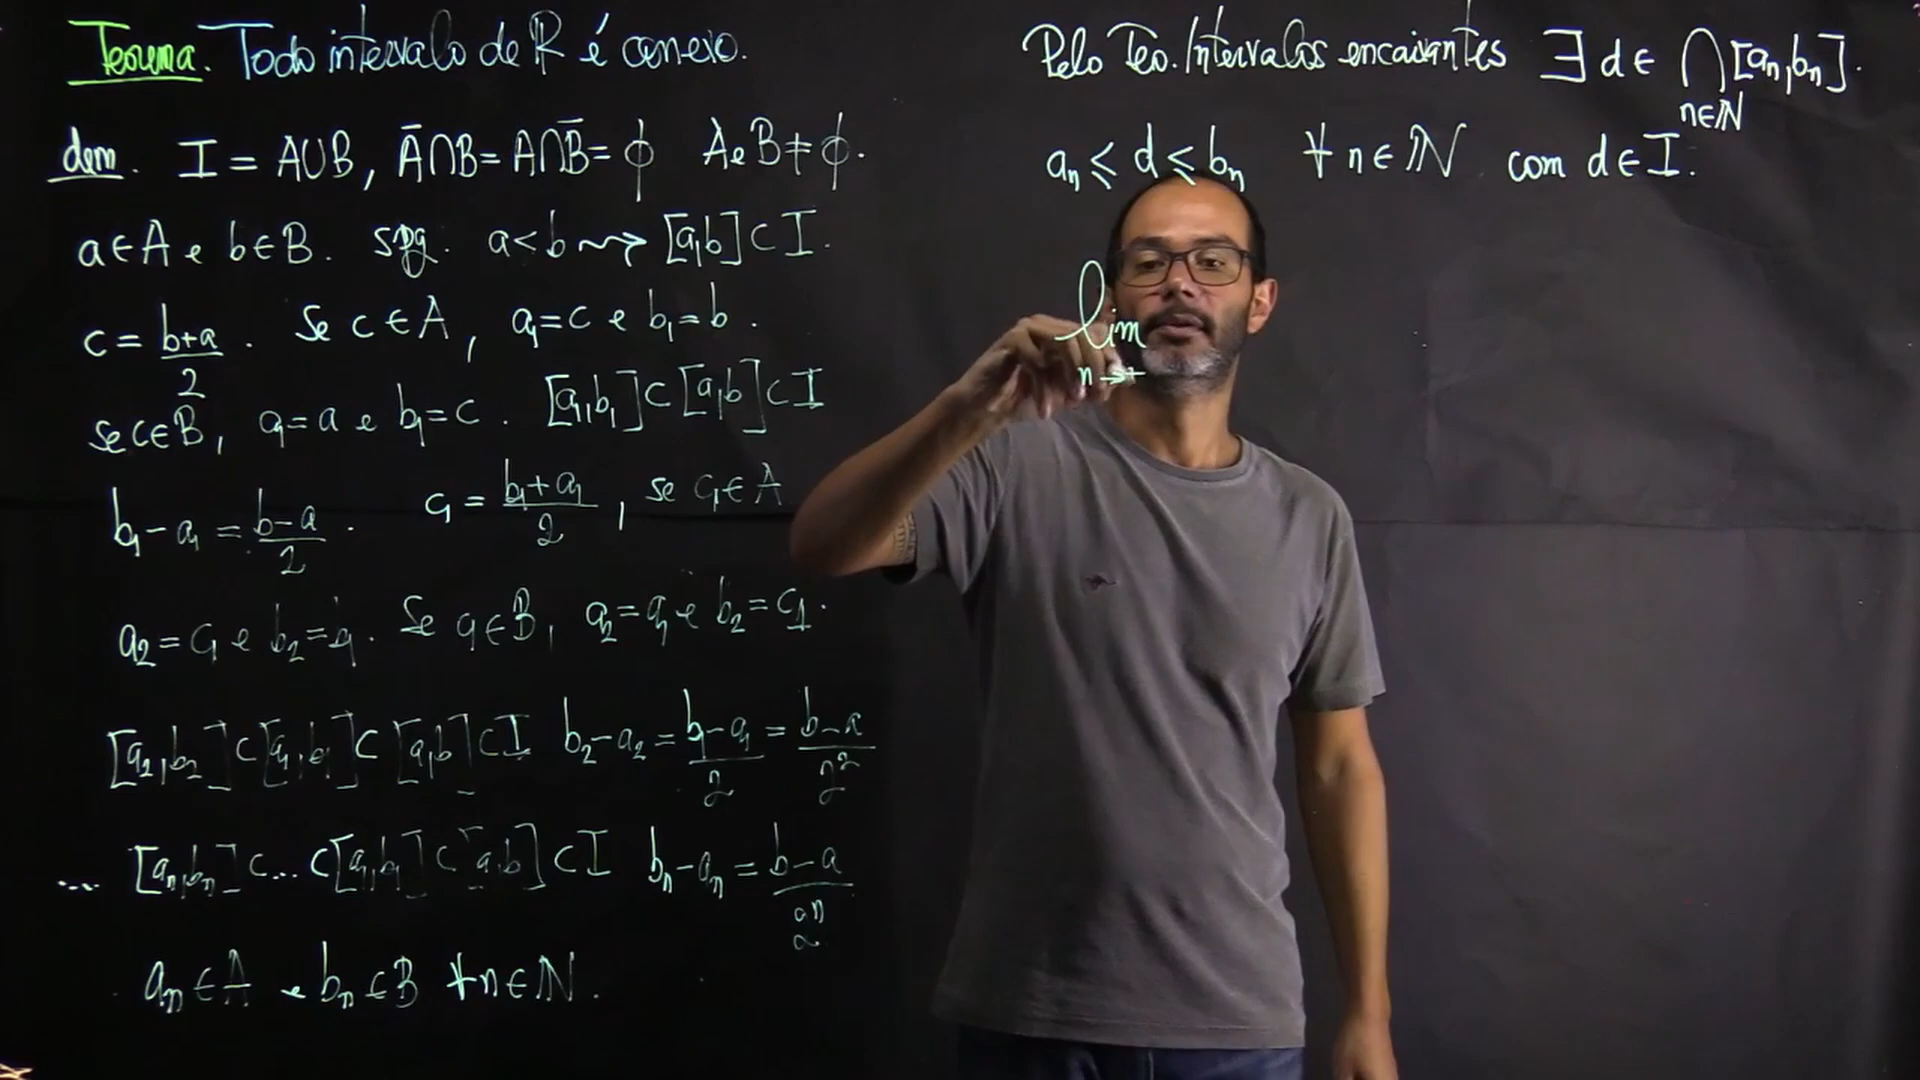 Teorema. Todo intervalo de ℝ é conexo.
dem. I = A∪B, Ā∩B = A∩B̄ = ϕ A e B ≠ ϕ.
a∈A e b∈B. spg. a<b ⇝ [a,b]⊂I.
c = (b+a)/2. Se c∈A, a₁=c e b₁=b.
se c∈B, a₁=a e b₁=c. [a₁,b₁]⊂[a,b]⊂I
b₁-a₁ = (b-a)/2. c₁ = (b₁+a₁)/2, se c₁∈A
a₂=c₁ e b₂=b₁. Se c₁∈B, a₂=a₁ e b₂=c₁.
[a₂,b₂]⊂[a₁,b₁]⊂[a,b]⊂I b₂-a₂ = (b₁-a₁)/2 = (b-a)/2²
... [aₙ,bₙ]⊂...⊂[a₁,b₁]⊂[a,b]⊂I bₙ-aₙ = (b-a)/2ⁿ
aₙ∈A e bₙ∈B ∀n∈ℕ.
Pelo Teo. Intervalos encaixantes ∃ d∈ ⋂ [aₙ,bₙ].
n∈ℕ
aₙ ≤ d ≤ bₙ ∀ n∈ℕ com d∈I.
lim
n→+